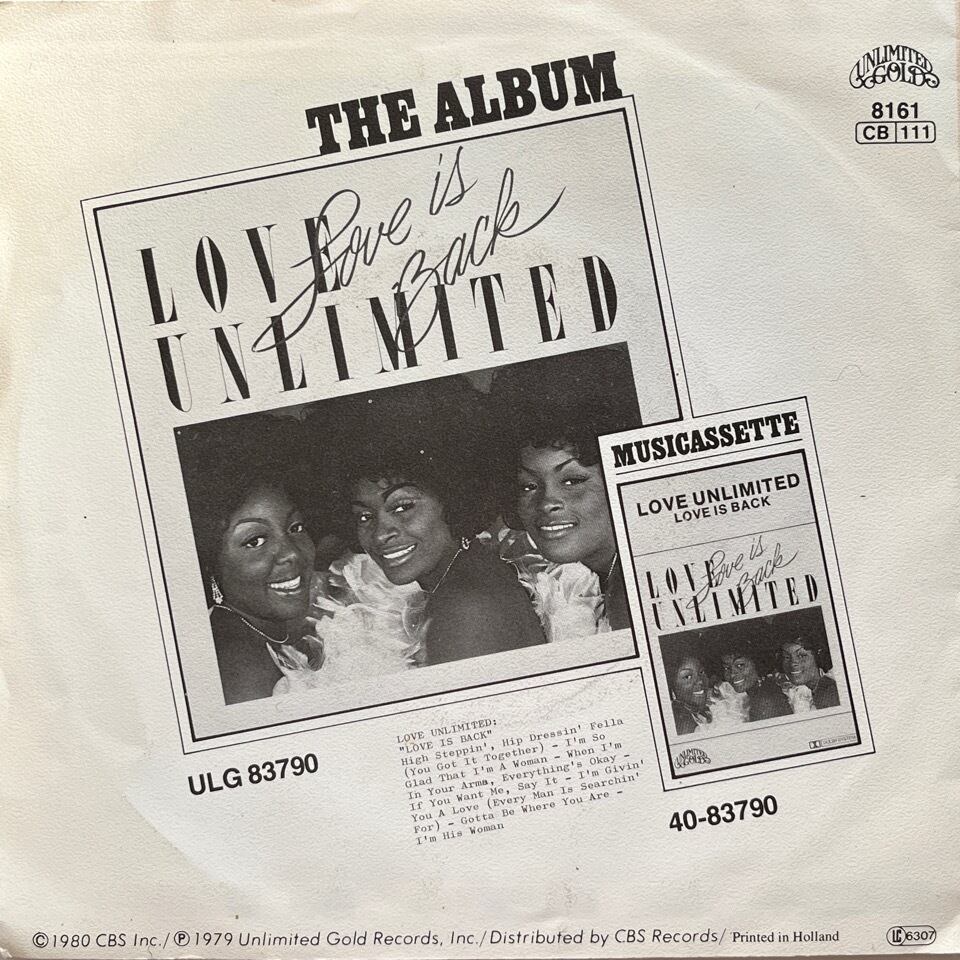 UNLIMITED
GOLD
8161
CB 111
THE ALBUM
Love is
Back
LOVE
UNLIMITED
MUSICASSETTE
LOVE UNLIMITED
LOVE IS BACK
Love is
Back
LOVE
UNLIMITED
UNLIMITED
GOLD
DOLBY SYSTEM
ULG 83790
LOVE UNLIMITED:
"LOVE IS BACK"
High Steppin', Hip Dressin' Fella
(You Got It Together) - I'm So
Glad That I'm A Woman - When I'm
In Your Arms, Everything's Okay -
If You Want Me, Say It - I'm Givin'
You A Love (Every Man Is Searchin'
For) - Gotta Be Where You Are -
I'm His Woman
40-83790
©1980 CBS Inc./℗1979 Unlimited Gold Records, Inc./Distributed by CBS Records/Printed in Holland
LC 6307